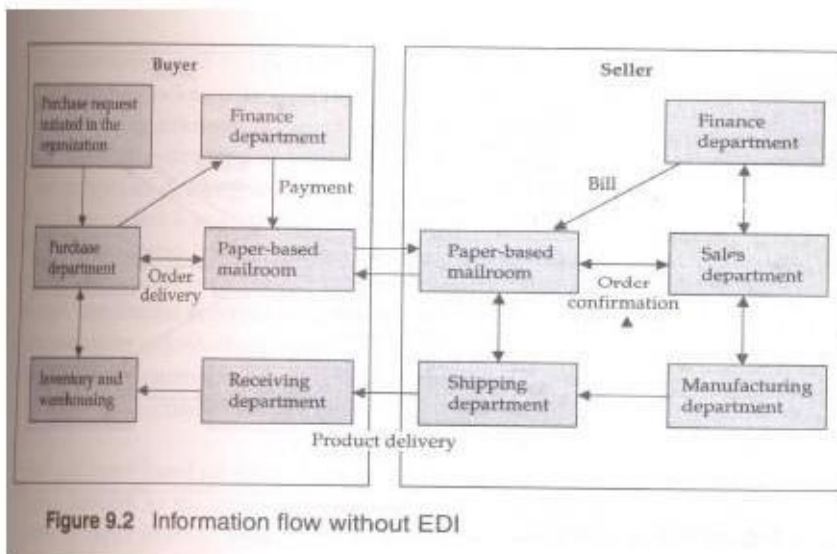 Buyer
Seller
Purchase request
initiated in the
organization
Finance
department
Finance
department
Payment
Bill
Purchase
department
Order
delivery
Paper-based
mailroom
Paper-based
mailroom
Order
confirmation
Sales
department
Inventory and
warehousing
Receiving
department
Shipping
department
Manufacturing
department
Product delivery
Figure 9.2 Information flow without EDI